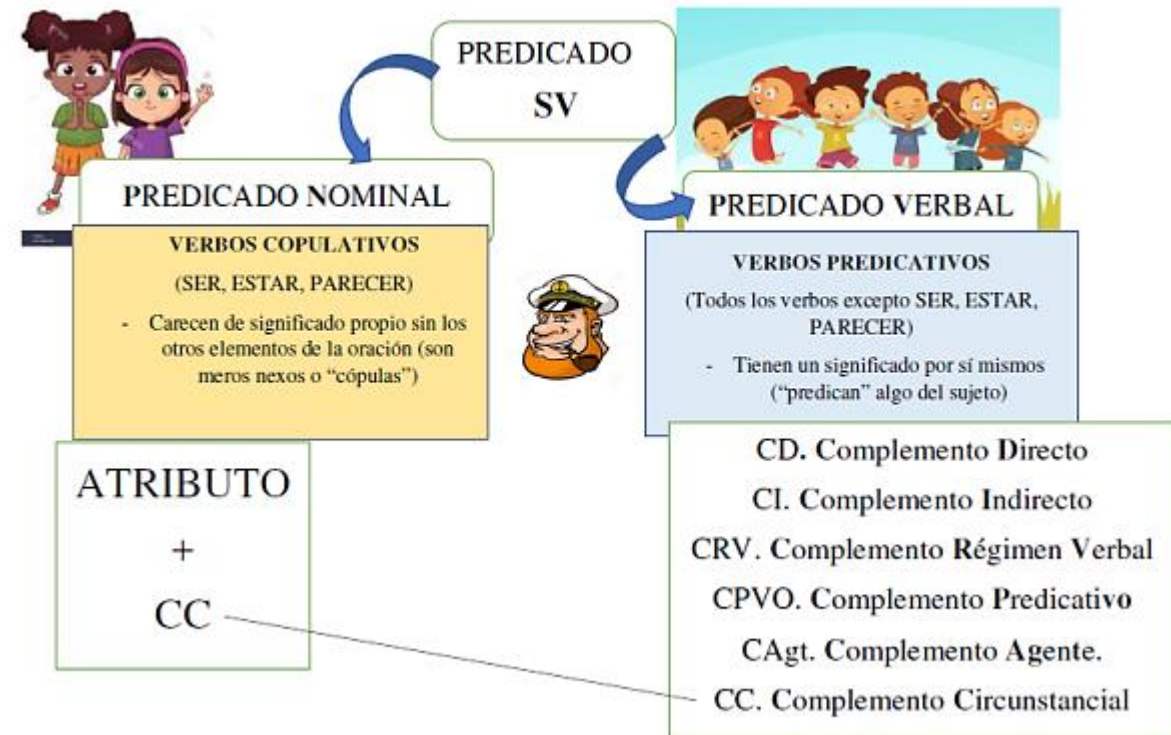 PREDICADO
SV
PREDICADO NOMINAL
VERBOS COPULATIVOS
(SER, ESTAR, PARECER)
- Carecen de significado propio sin los
otros elementos de la oración (son
meros nexos o “cópulas”)
ATRIBUTO
+
CC
PREDICADO VERBAL
VERBOS PREDICATIVOS
(Todos los verbos excepto SER, ESTAR,
PARECER)
- Tienen un significado por sí mismos
(“predican” algo del sujeto)
CD. Complemento Directo
CI. Complemento Indirecto
CRV. Complemento Régimen Verbal
CPVO. Complemento Predicativo
CAgt. Complemento Agente.
CC. Complemento Circunstancial